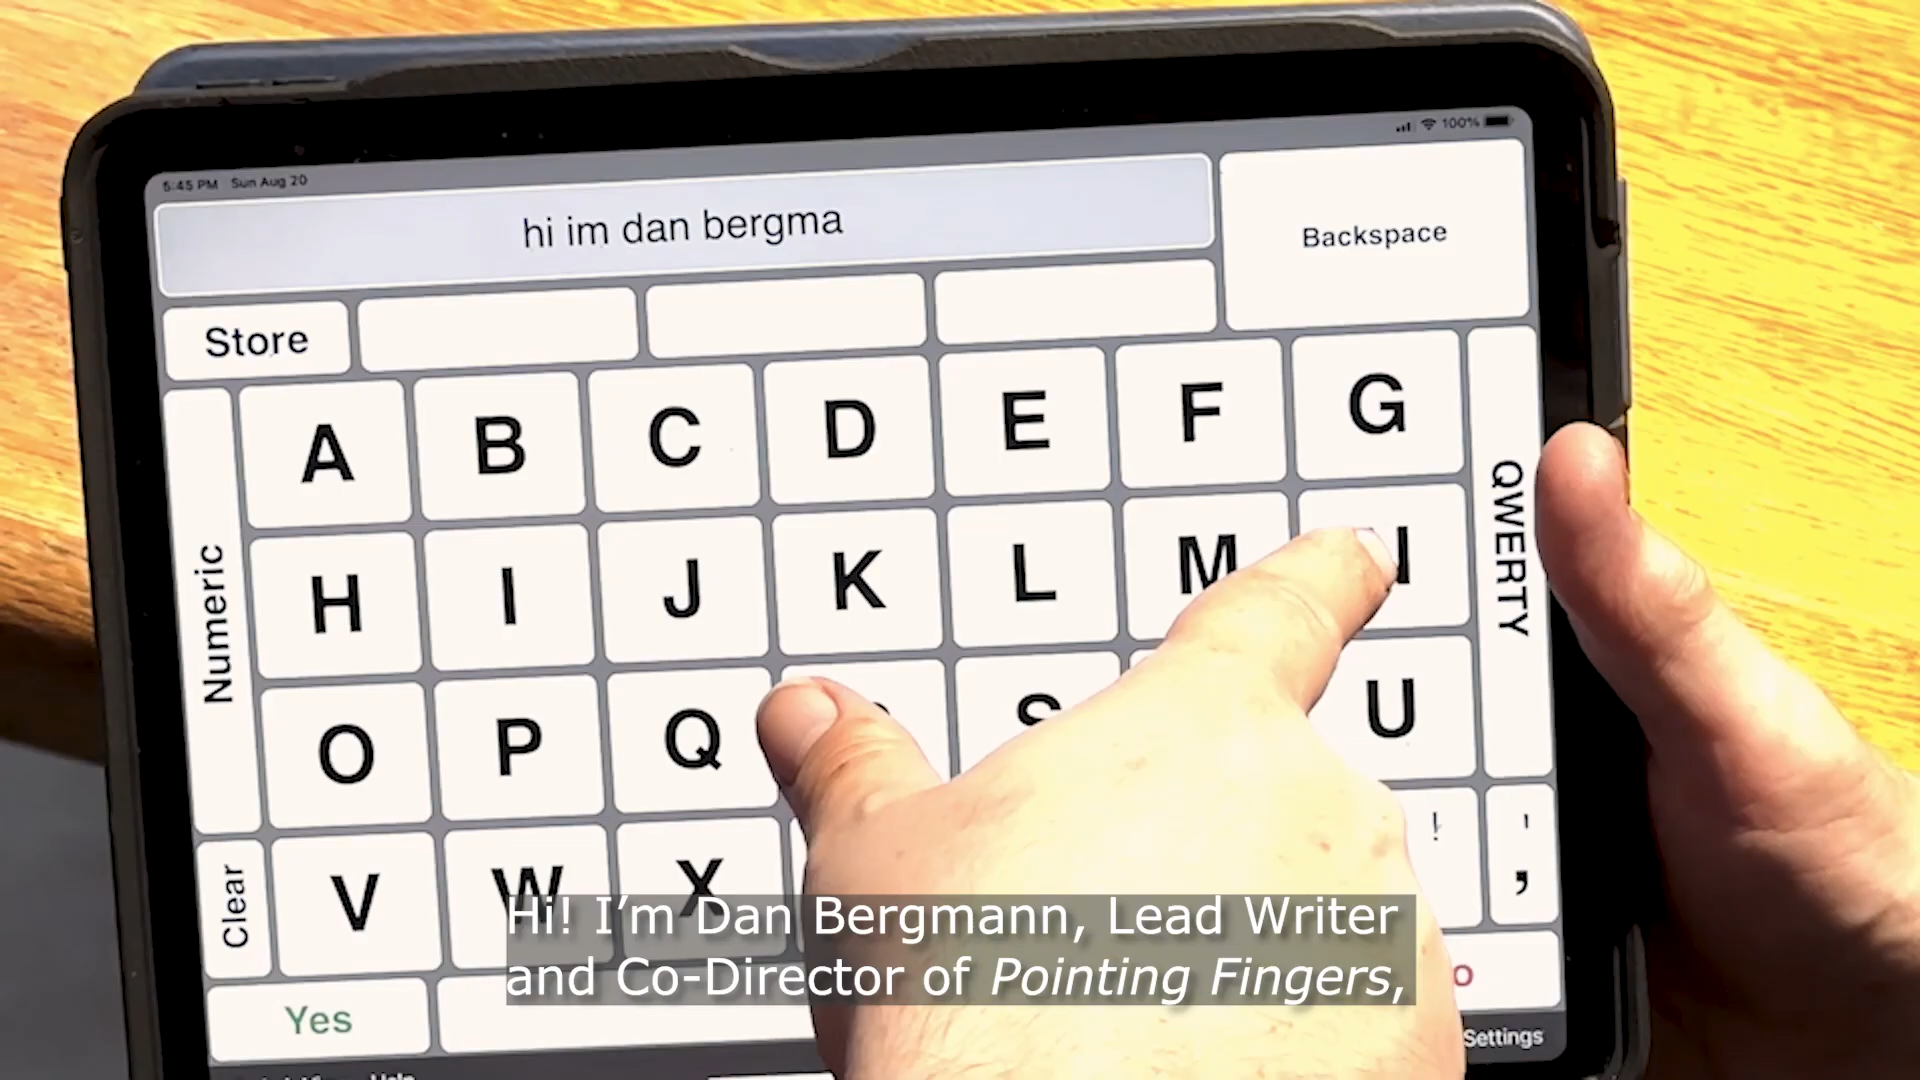 5:45 PM Sun Aug 20
100%
hi im dan bergma
Backspace
Store
A B C D E F G
Numeric
QWERTY
H I J K L M N
O P Q S U
Clear
V W X ! ' ,
Hi! I’m Dan Bergmann, Lead Writer
and Co-Director of Pointing Fingers,
Yes
Settings
Help